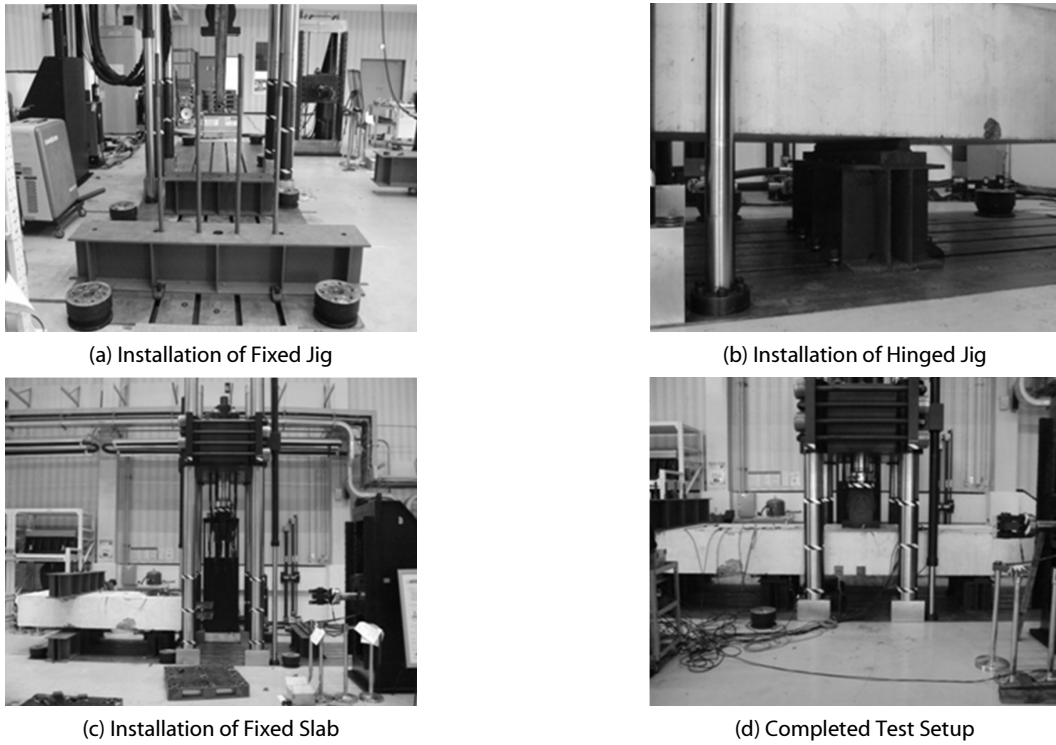 (a) Installation of Fixed Jig
(b) Installation of Hinged Jig
(c) Installation of Fixed Slab
(d) Completed Test Setup